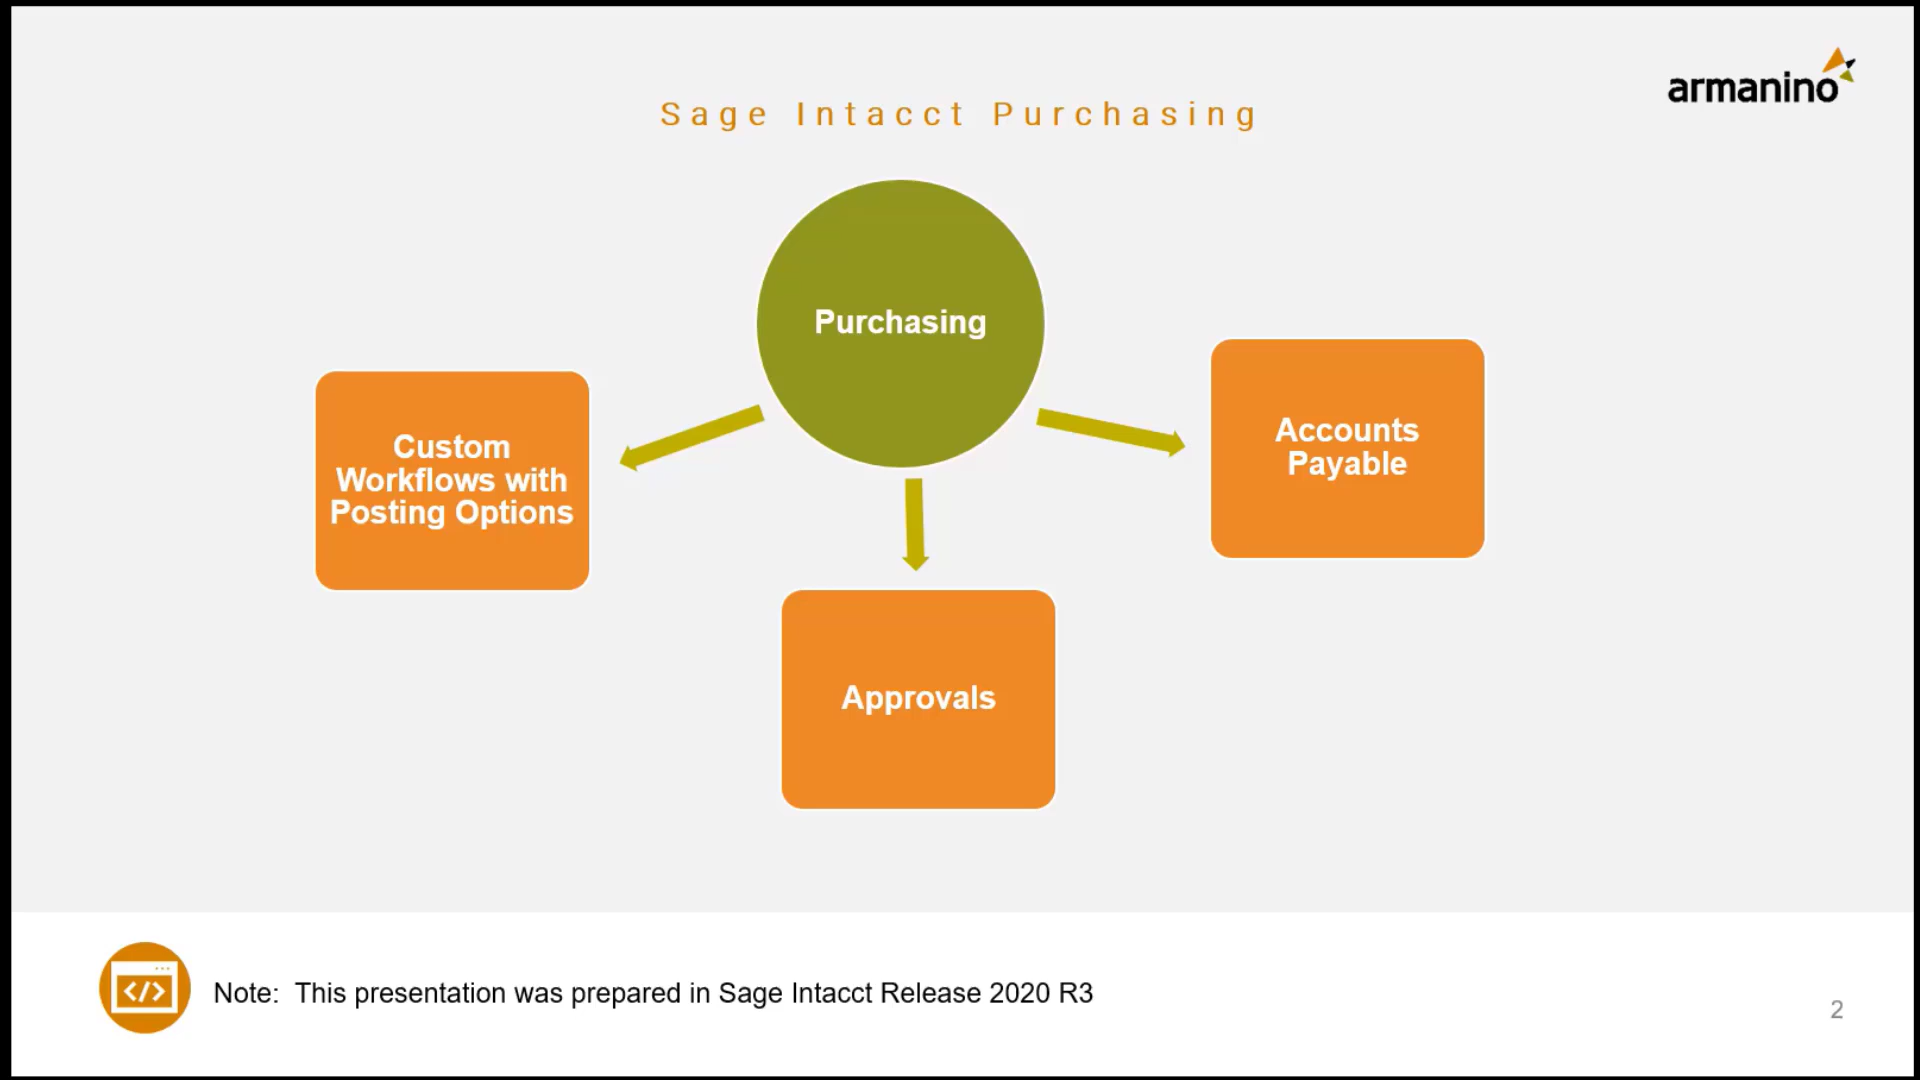 armanino
Sage Intacct Purchasing
Purchasing
Custom
Workflows with
Posting Options
Accounts
Payable
Approvals
</>
Note: This presentation was prepared in Sage Intacct Release 2020 R3
2